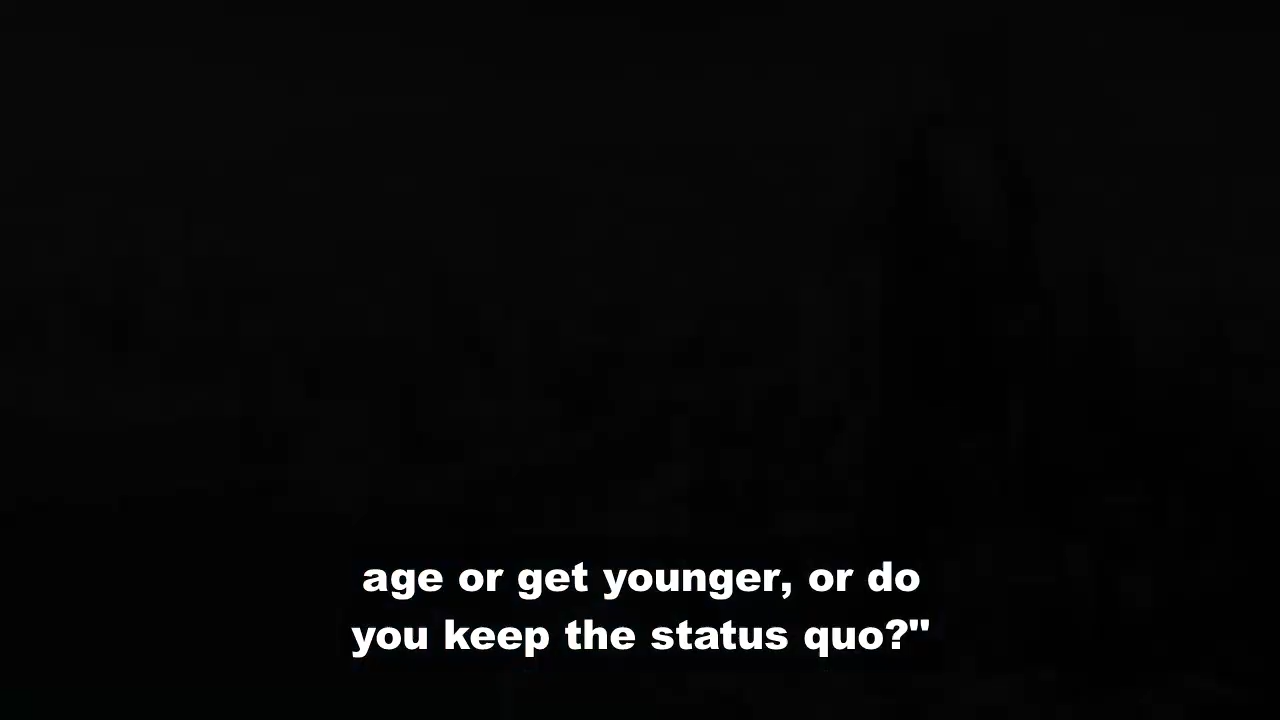 age or get younger, or do
you keep the status quo?"